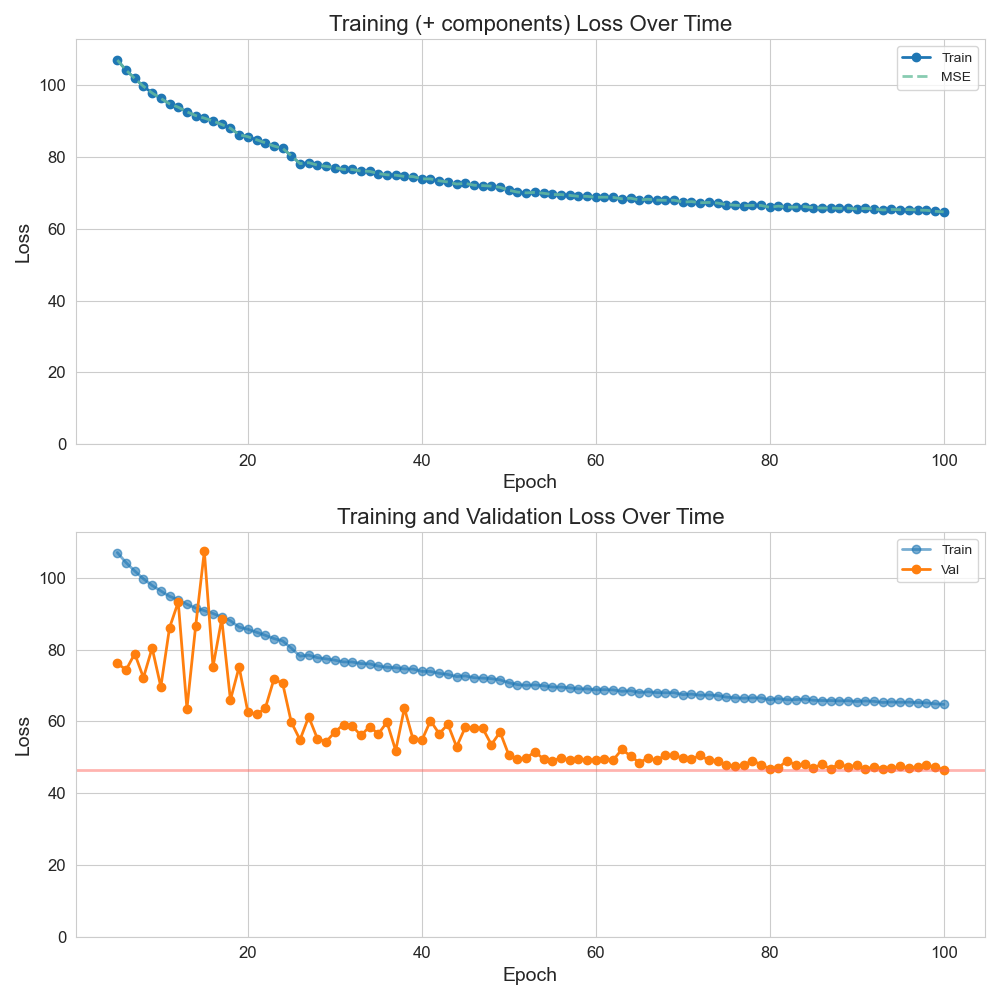 Training (+ components) Loss Over Time
Train
MSE
100
80
60
40
20
0
Loss
20 40 60 80 100
Epoch
Training and Validation Loss Over Time
Train
Val
100
80
60
40
20
0
Loss
20 40 60 80 100
Epoch